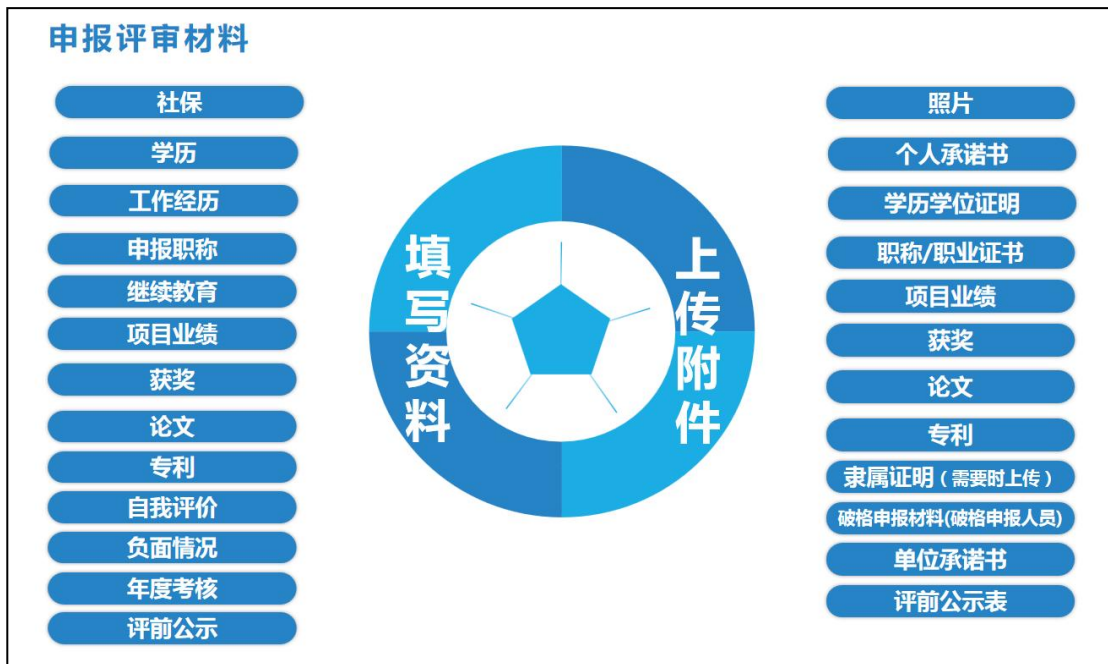 申报评审材料
社保
学历
工作经历
申报职称
继续教育
项目业绩
获奖
论文
专利
自我评价
负面情况
年度考核
评前公示
填写资料
上传附件
照片
个人承诺书
学历学位证明
职称/职业证书
项目业绩
获奖
论文
专利
隶属证明（需要时上传）
破格申报材料(破格申报人员)
单位承诺书
评前公示表